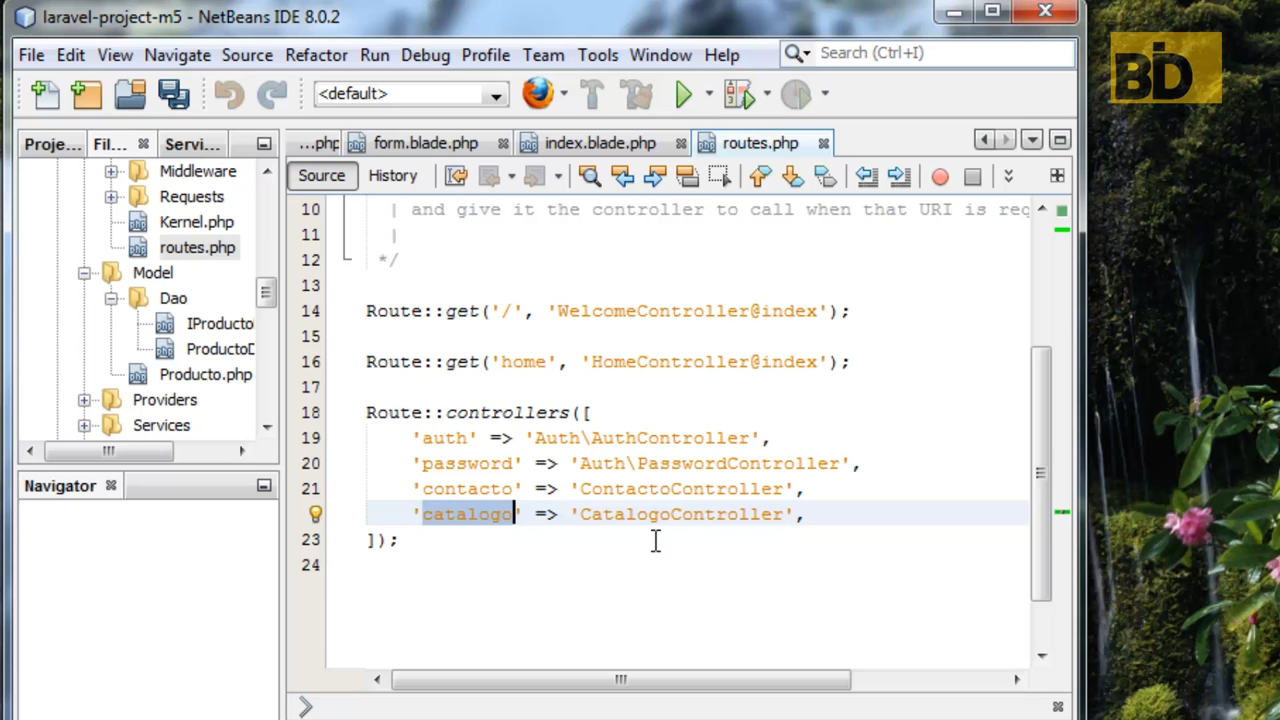 laravel-project-m5 - NetBeans IDE 8.0.2
File Edit View Navigate Source Refactor Run Debug Profile Team Tools Window Help
Search (Ctrl+I)
BiD
<default>
Proje... Fil... Servi...
...php form.blade.php index.blade.php routes.php
Source History
Middleware
Requests
Kernel.php
routes.php
Model
Dao
IProducto
ProductoD
Producto.php
Providers
Services
Navigator
10 | and give it the controller to call when that URI is req
11 |
12 */
13
14 Route::get('/', 'WelcomeController@index');
15
16 Route::get('home', 'HomeController@index');
17
18 Route::controllers([
19 'auth' => 'Auth\AuthController',
20 'password' => 'Auth\PasswordController',
21 'contacto' => 'ContactoController',
'catalogo' => 'CatalogoController',
23 ]);
24